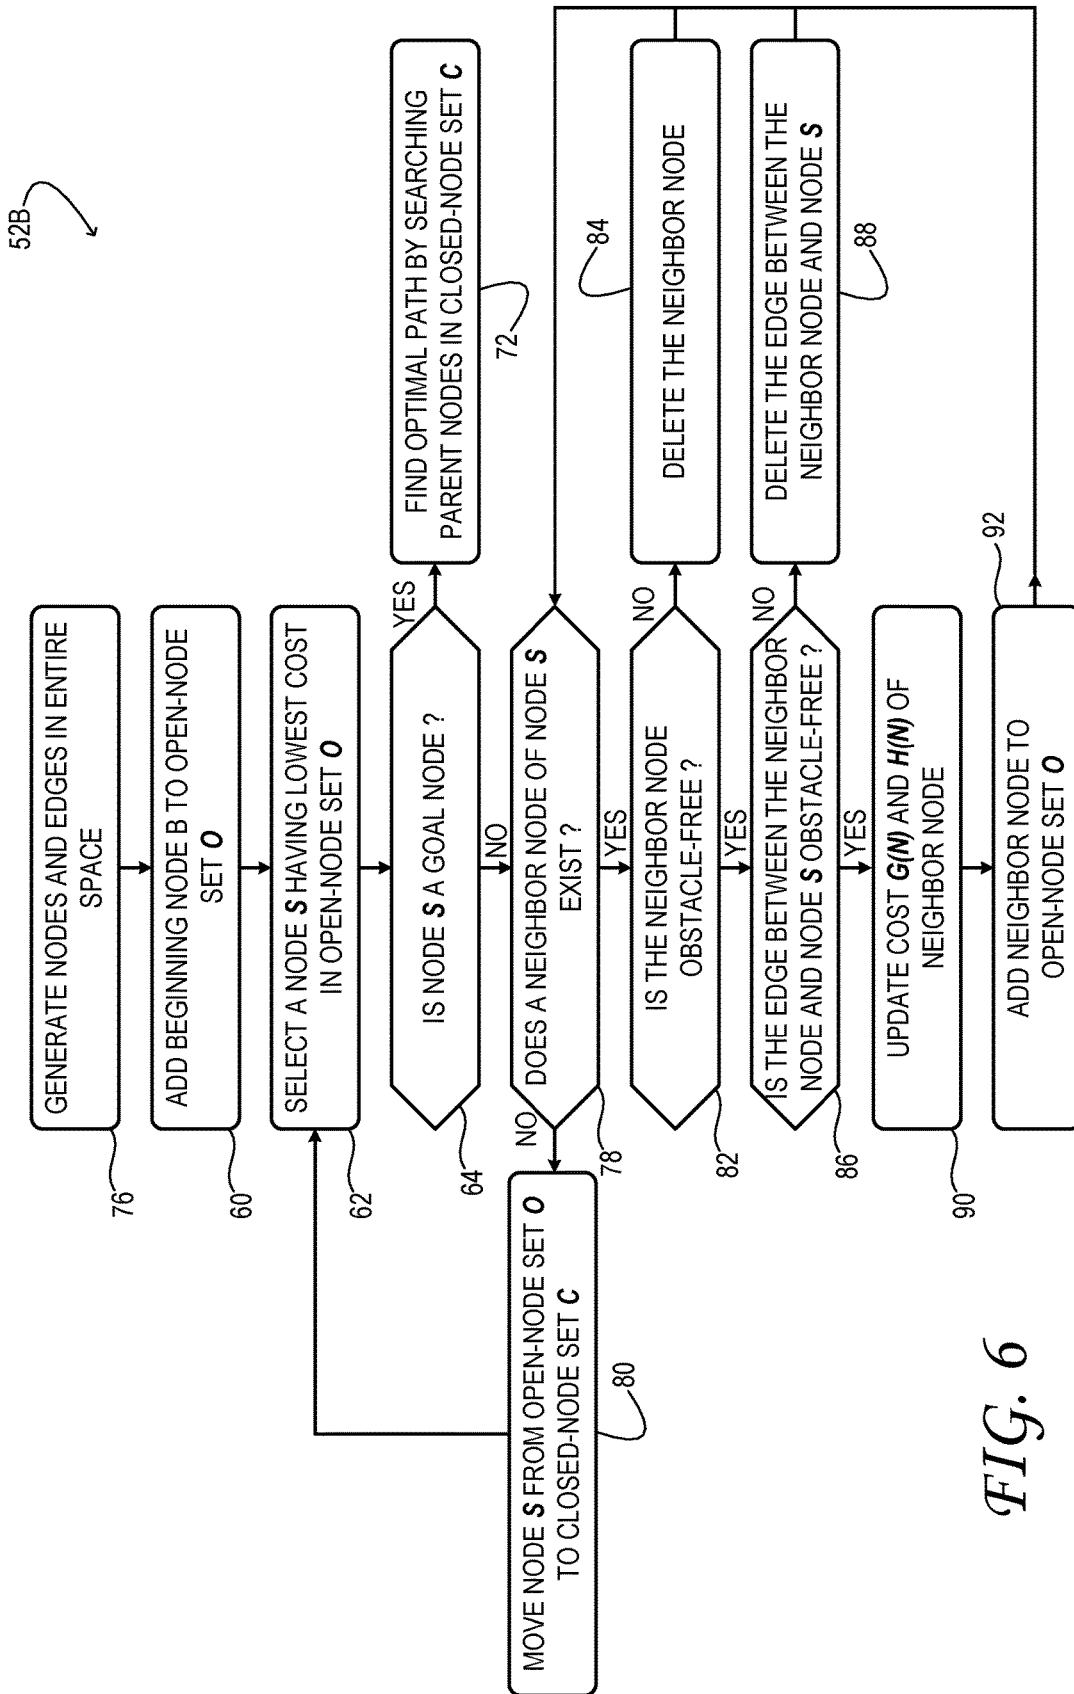 52B
GENERATE NODES AND EDGES IN ENTIRE
SPACE
76
ADD BEGINNING NODE B TO OPEN-NODE
SET O
60
SELECT A NODE S HAVING LOWEST COST
IN OPEN-NODE SET O
62
IS NODE S A GOAL NODE ?
64
YES
FIND OPTIMAL PATH BY SEARCHING
PARENT NODES IN CLOSED-NODE SET C
72
NO
DOES A NEIGHBOR NODE OF NODE S
EXIST ?
78
NO
MOVE NODE S FROM OPEN-NODE SET O
TO CLOSED-NODE SET C
80
YES
IS THE NEIGHBOR NODE
OBSTACLE-FREE ?
82
NO
DELETE THE NEIGHBOR NODE
84
YES
IS THE EDGE BETWEEN THE NEIGHBOR
NODE AND NODE S OBSTACLE-FREE ?
86
NO
DELETE THE EDGE BETWEEN THE
NEIGHBOR NODE AND NODE S
88
YES
UPDATE COST G(N) AND H(N) OF
NEIGHBOR NODE
90
ADD NEIGHBOR NODE TO
OPEN-NODE SET O
92
FIG. 6